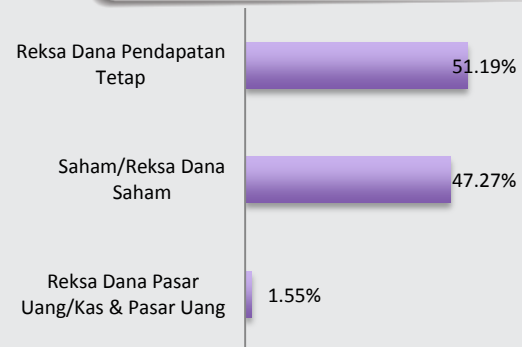 Reksa Dana Pendapatan
Tetap
51.19%
Saham/Reksa Dana
Saham
47.27%
Reksa Dana Pasar
Uang/Kas & Pasar Uang
1.55%